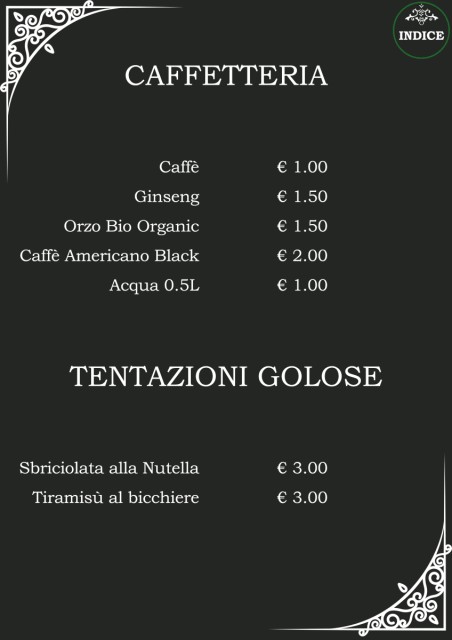 INDICE
CAFFETTERIA
Caffè € 1.00
Ginseng € 1.50
Orzo Bio Organic € 1.50
Caffè Americano Black € 2.00
Acqua 0.5L € 1.00
TENTAZIONI GOLOSE
Sbriciolata alla Nutella € 3.00
Tiramisù al bicchiere € 3.00